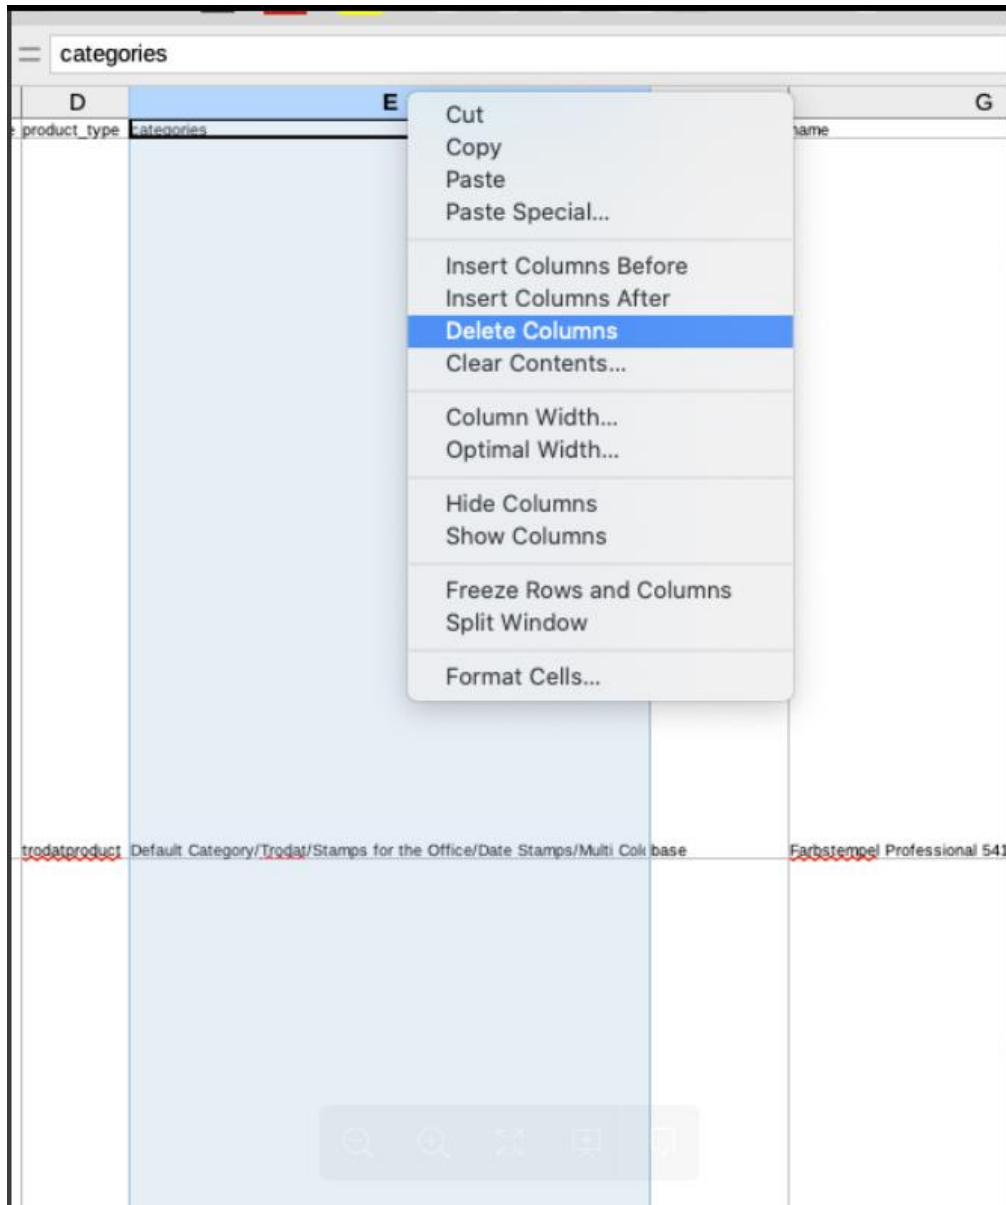 categories
D E G
product_type categories name
Cut
Copy
Paste
Paste Special...
Insert Columns Before
Insert Columns After
Delete Columns
Clear Contents...
Column Width...
Optimal Width...
Hide Columns
Show Columns
Freeze Rows and Columns
Split Window
Format Cells...
trodatproduct Default Category/Trodat/Stamps for the Office/Date Stamps/Multi Col base Farbstempel Professional 541